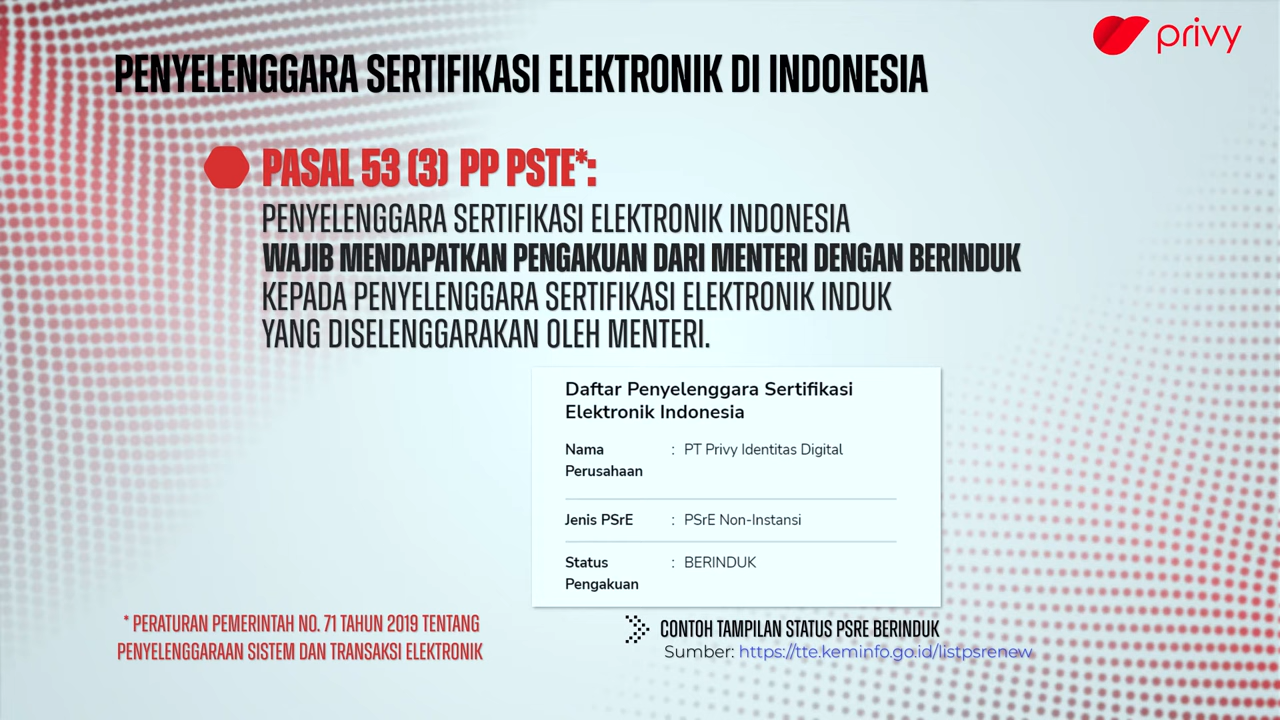 privy
PENYELENGGARA SERTIFIKASI ELEKTRONIK DI INDONESIA
PASAL 53 (3) PP PSTE*:
PENYELENGGARA SERTIFIKASI ELEKTRONIK INDONESIA
WAJIB MENDAPATKAN PENGAKUAN DARI MENTERI DENGAN BERINDUK
KEPADA PENYELENGGARA SERTIFIKASI ELEKTRONIK INDUK
YANG DISELENGGARAKAN OLEH MENTERI.
Daftar Penyelenggara Sertifikasi
Elektronik Indonesia
Nama : PT Privy Identitas Digital
Perusahaan
Jenis PSrE : PSrE Non-Instansi
Status : BERINDUK
Pengakuan
* PERATURAN PEMERINTAH NO. 71 TAHUN 2019 TENTANG
PENYELENGGARAAN SISTEM DAN TRANSAKSI ELEKTRONIK
CONTOH TAMPILAN STATUS PSRE BERINDUK
Sumber: https://tte.keminfo.go.id/listpsrenew